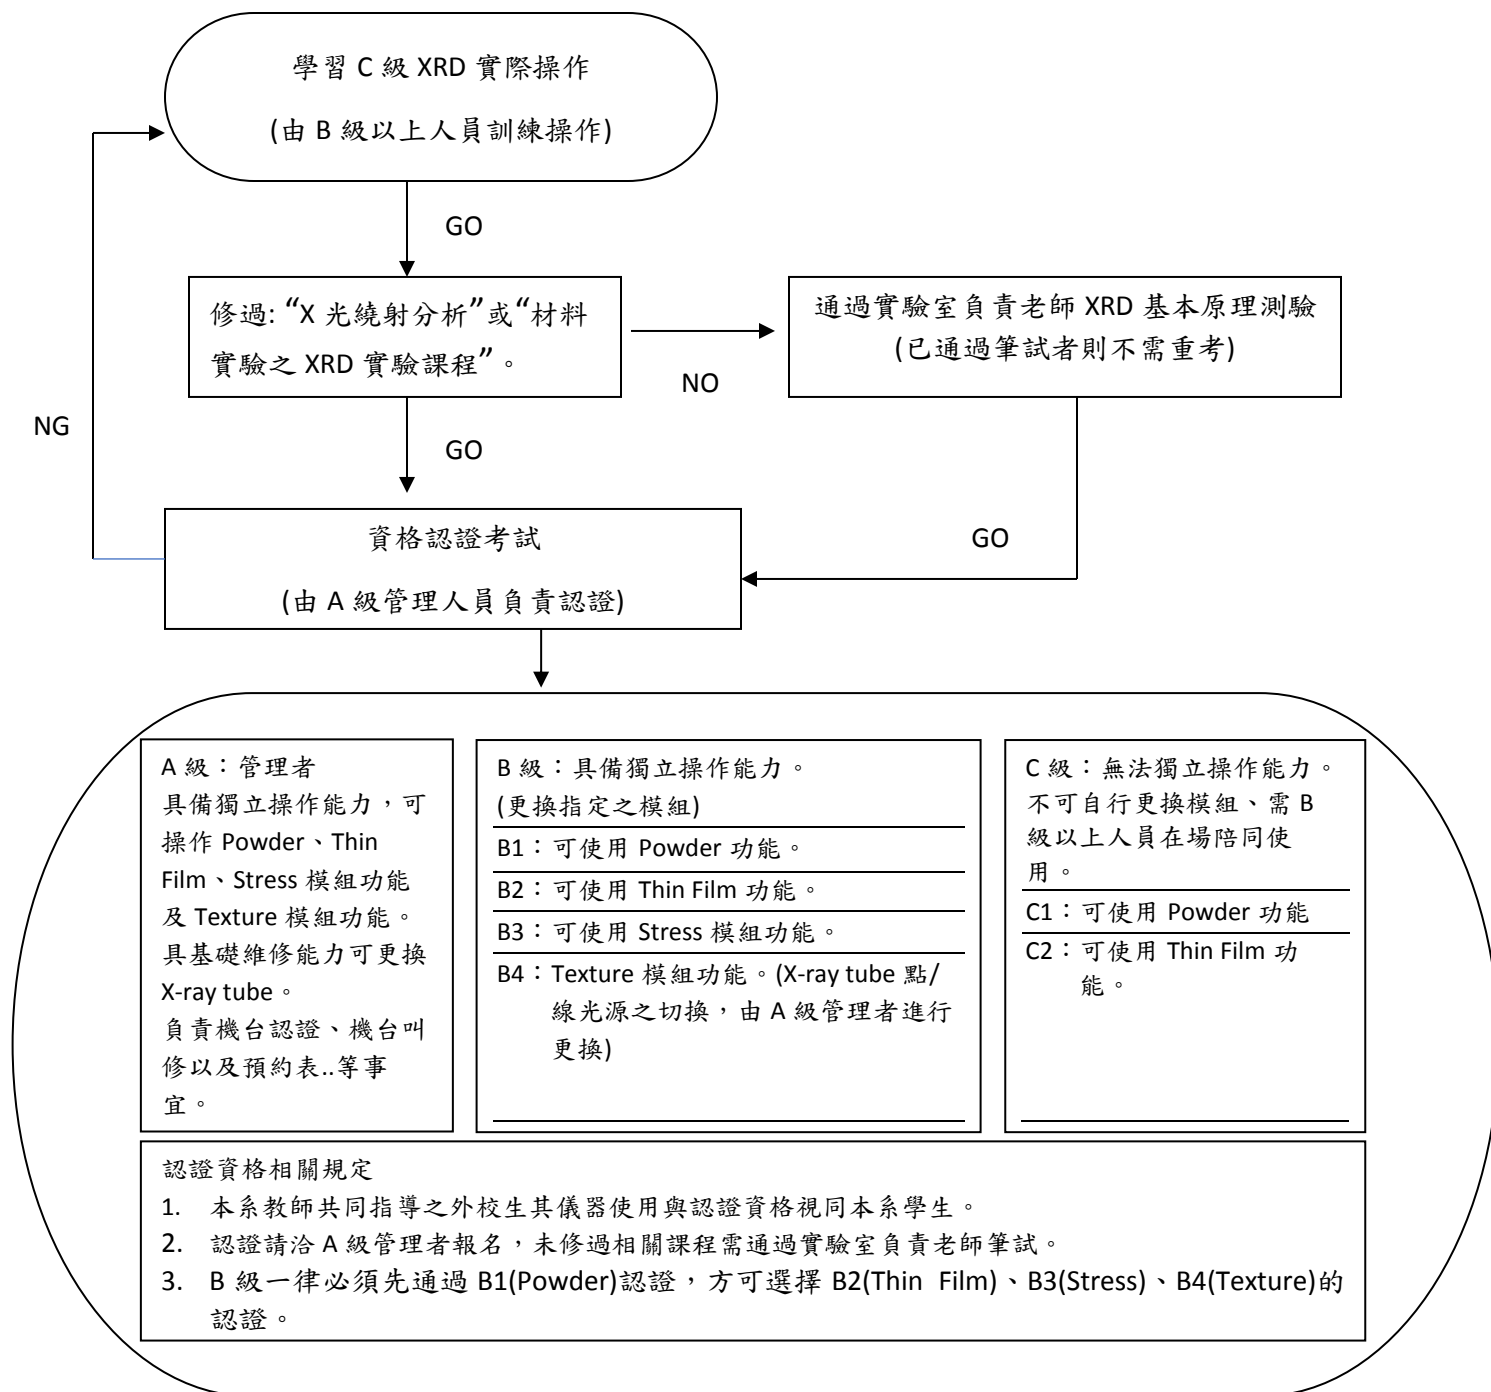 學習 C 級 XRD 實際操作
(由 B 級以上人員訓練操作)
GO
修過: “X 光繞射分析”或“材料
實驗之 XRD 實驗課程”。
NO
通過實驗室負責老師 XRD 基本原理測驗
(已通過筆試者則不需重考)
NG
GO
GO
資格認證考試
(由 A 級管理人員負責認證)
A 級：管理者
具備獨立操作能力，可
操作 Powder、Thin
Film、Stress 模組功能
及 Texture 模組功能。
具基礎維修能力可更換
X-ray tube。
負責機台認證、機台叫
修以及預約表..等事
宜。
B 級：具備獨立操作能力。
(更換指定之模組)
B1：可使用 Powder 功能。
B2：可使用 Thin Film 功能。
B3：可使用 Stress 模組功能。
B4：Texture 模組功能。(X-ray tube 點/
線光源之切換，由 A 級管理者進行
更換)
C 級：無法獨立操作能力。
不可自行更換模組、需 B
級以上人員在場陪同使
用。
C1：可使用 Powder 功能
C2：可使用 Thin Film 功
能。
認證資格相關規定
1. 本系教師共同指導之外校生其儀器使用與認證資格視同本系學生。
2. 認證請洽 A 級管理者報名，未修過相關課程需通過實驗室負責老師筆試。
3. B 級一律必須先通過 B1(Powder)認證，方可選擇 B2(Thin Film)、B3(Stress)、B4(Texture)的
認證。